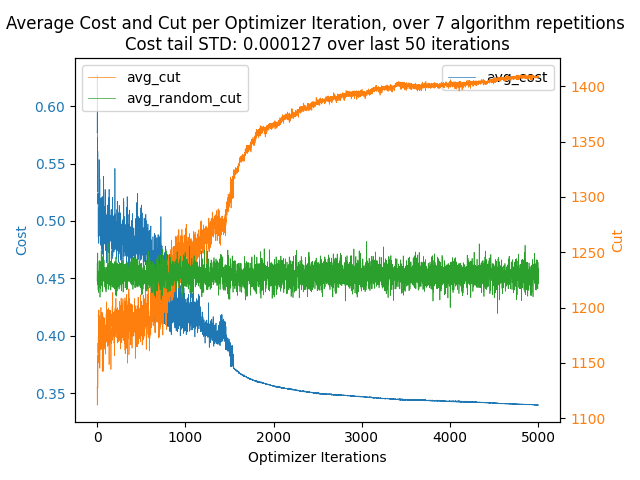 Average Cost and Cut per Optimizer Iteration, over 7 algorithm repetitions
Cost tail STD: 0.000127 over last 50 iterations
avg_cut
avg_random_cut
avg_cost
0.60
0.55
0.50
0.45
0.40
0.35
Cost
1400
1350
1300
1250
1200
1150
1100
Cut
0
1000
2000
3000
4000
5000
Optimizer Iterations